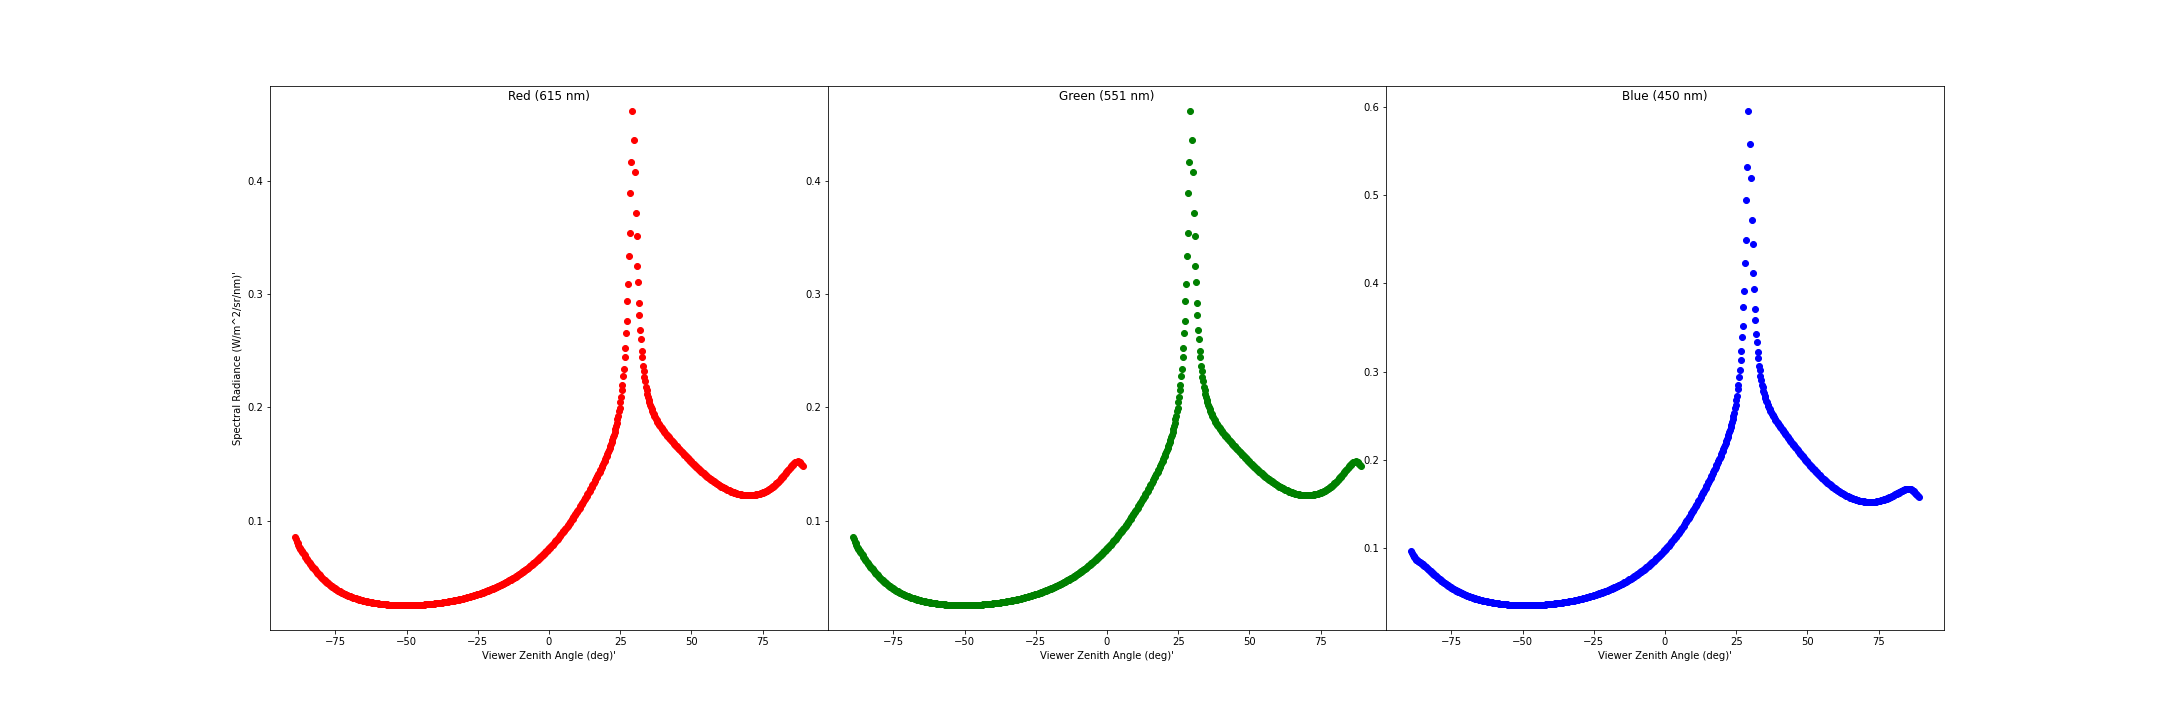 Red (615 nm)
Green (551 nm)
Blue (450 nm)
Spectral Radiance (W/m^2/sr/nm)'
0.4
0.3
0.2
0.1
−75 −50 −25 0 25 50 75
Viewer Zenith Angle (deg)'
0.4
0.3
0.2
0.1
−75 −50 −25 0 25 50 75
Viewer Zenith Angle (deg)'
0.6
0.5
0.4
0.3
0.2
0.1
−75 −50 −25 0 25 50 75
Viewer Zenith Angle (deg)'